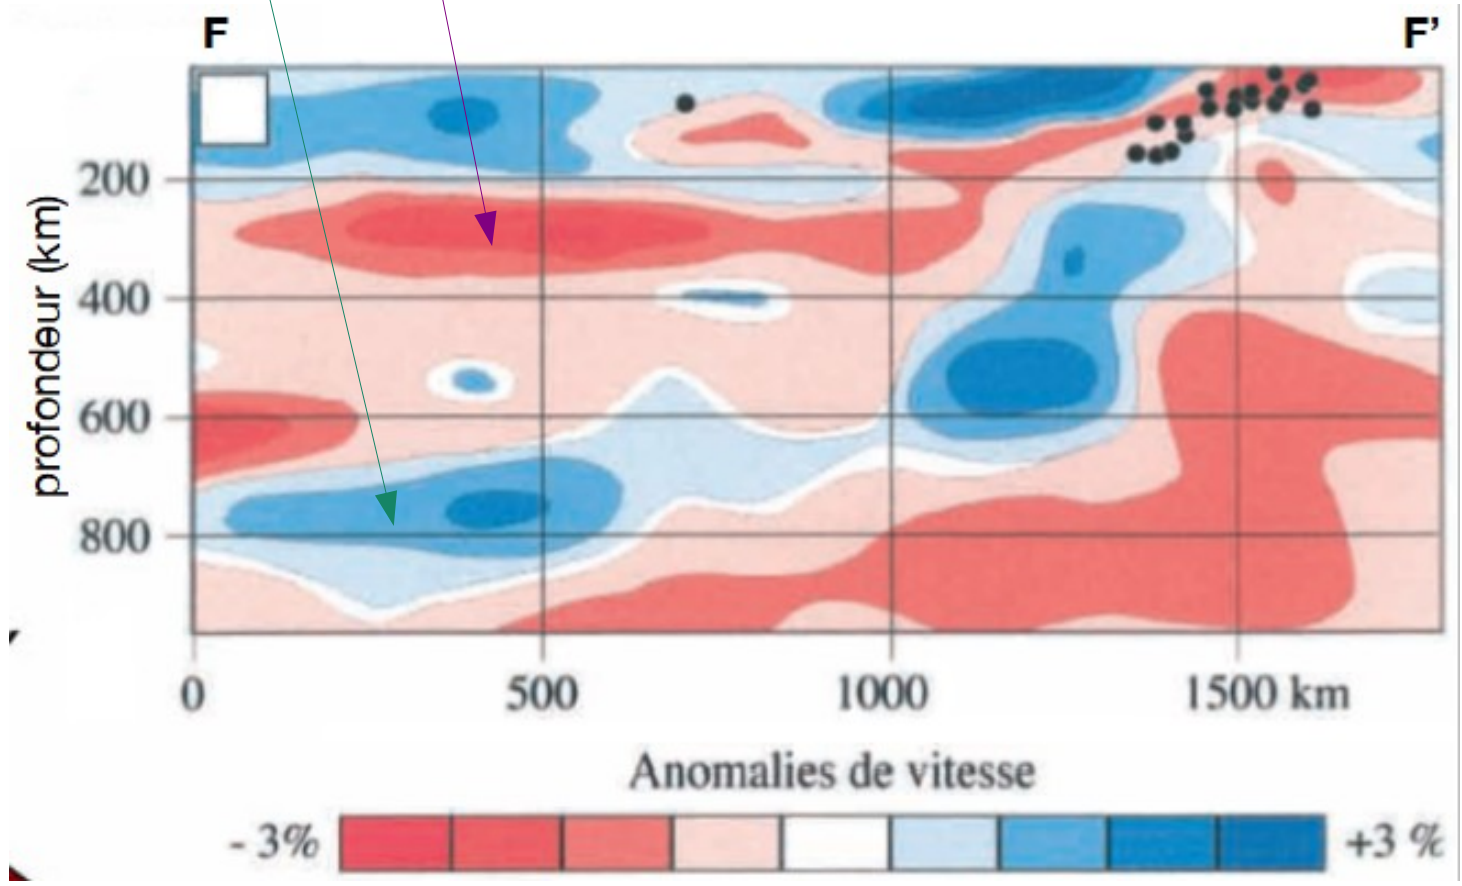 F F’
profondeur (km)
200
400
600
800
0 500 1000 1500 km
Anomalies de vitesse
- 3% +3 %